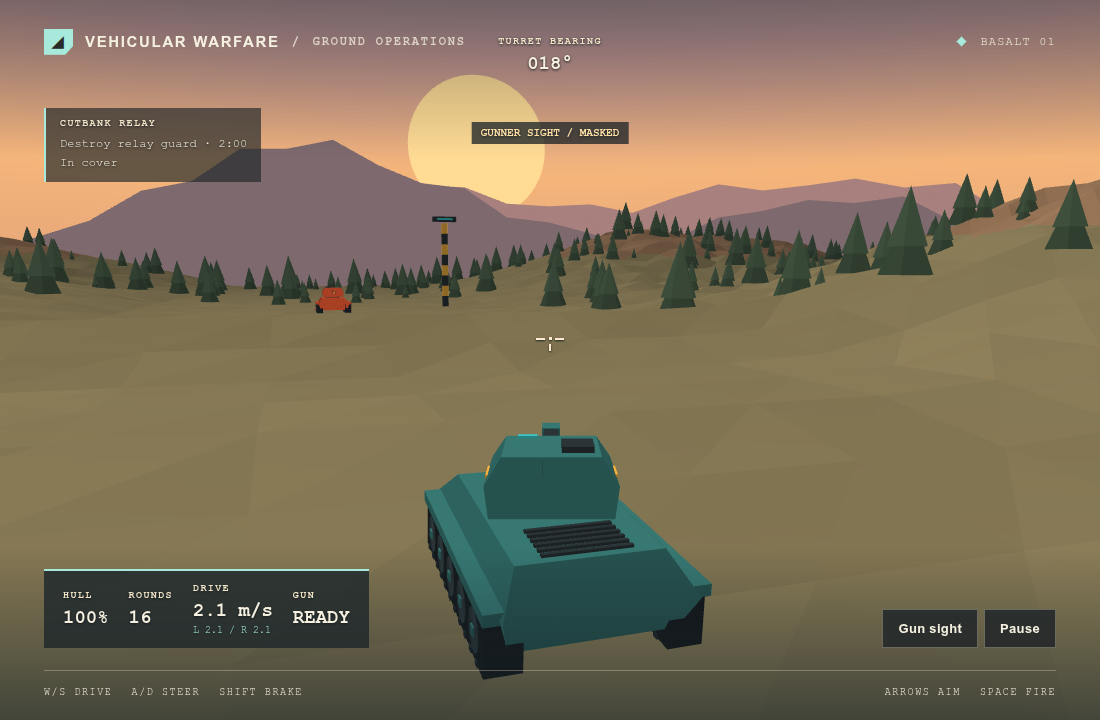 VEHICULAR WARFARE / GROUND OPERATIONS
TURRET BEARING
018°
BASALT 01
GUNNER SIGHT / MASKED
CUTBANK RELAY
Destroy relay guard · 2:00
In cover
HULL
100%
ROUNDS
16
DRIVE
2.1 m/s
L 2.1 / R 2.1
GUN
READY
Gun sight
Pause
W/S DRIVE A/D STEER SHIFT BRAKE
ARROWS AIM SPACE FIRE